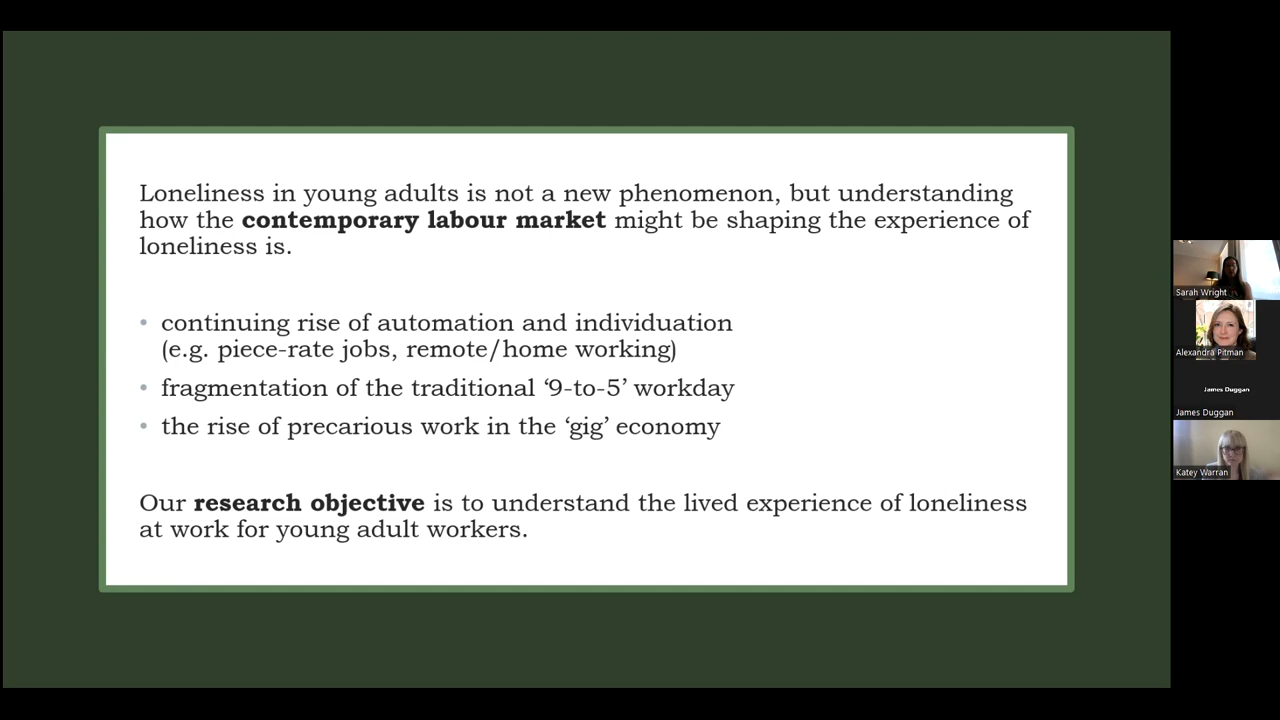 Loneliness in young adults is not a new phenomenon, but understanding
how the contemporary labour market might be shaping the experience of
loneliness is.
• continuing rise of automation and individuation
(e.g. piece-rate jobs, remote/home working)
• fragmentation of the traditional ‘9-to-5’ workday
• the rise of precarious work in the ‘gig’ economy
Our research objective is to understand the lived experience of loneliness
at work for young adult workers.
Sarah Wright
Alexandra Pitman
James Duggan
James Duggan
Katey Warran